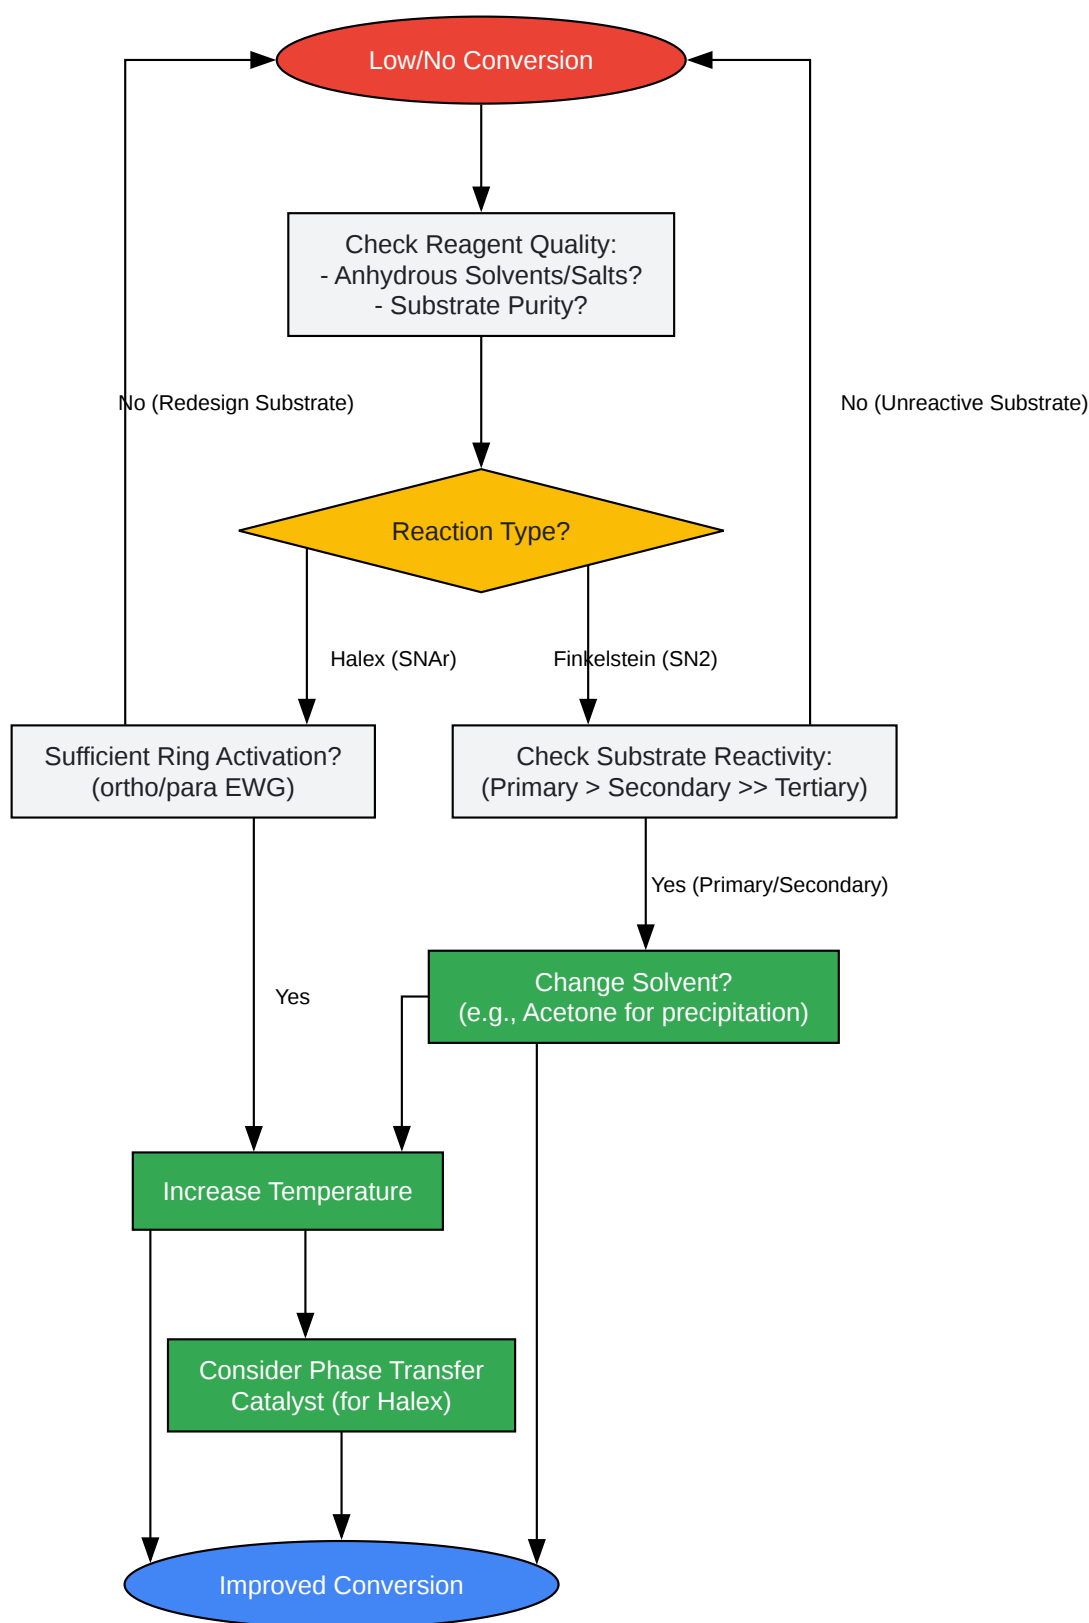 Low/No Conversion
Check Reagent Quality:
- Anhydrous Solvents/Salts?
- Substrate Purity?
No (Redesign Substrate)
No (Unreactive Substrate)
Reaction Type?
Halex (SNAr)
Finkelstein (SN2)
Sufficient Ring Activation?
(ortho/para EWG)
Check Substrate Reactivity:
(Primary > Secondary >> Tertiary)
Yes (Primary/Secondary)
Change Solvent?
(e.g., Acetone for precipitation)
Yes
Increase Temperature
Consider Phase Transfer
Catalyst (for Halex)
Improved Conversion